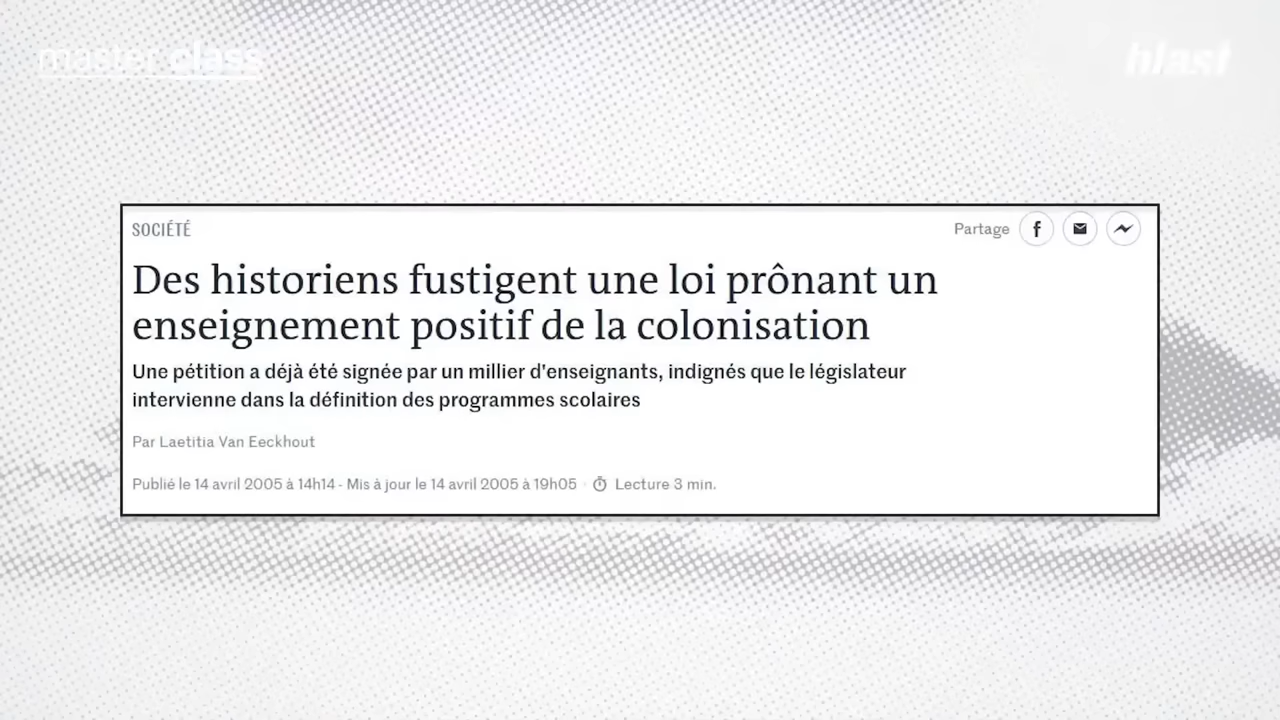 master class
blast
SOCIÉTÉ
Partage
Des historiens fustigent une loi prônant un
enseignement positif de la colonisation
Une pétition a déjà été signée par un millier d'enseignants, indignés que le législateur
intervienne dans la définition des programmes scolaires
Par Laetitia Van Eeckhout
Publié le 14 avril 2005 à 14h14 - Mis à jour le 14 avril 2005 à 19h05 · Lecture 3 min.